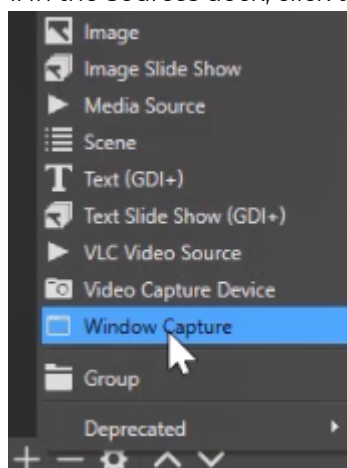 Image
Image Slide Show
Media Source
Scene
Text (GDI+)
Text Slide Show (GDI+)
VLC Video Source
Video Capture Device
Window Capture
Group
Deprecated